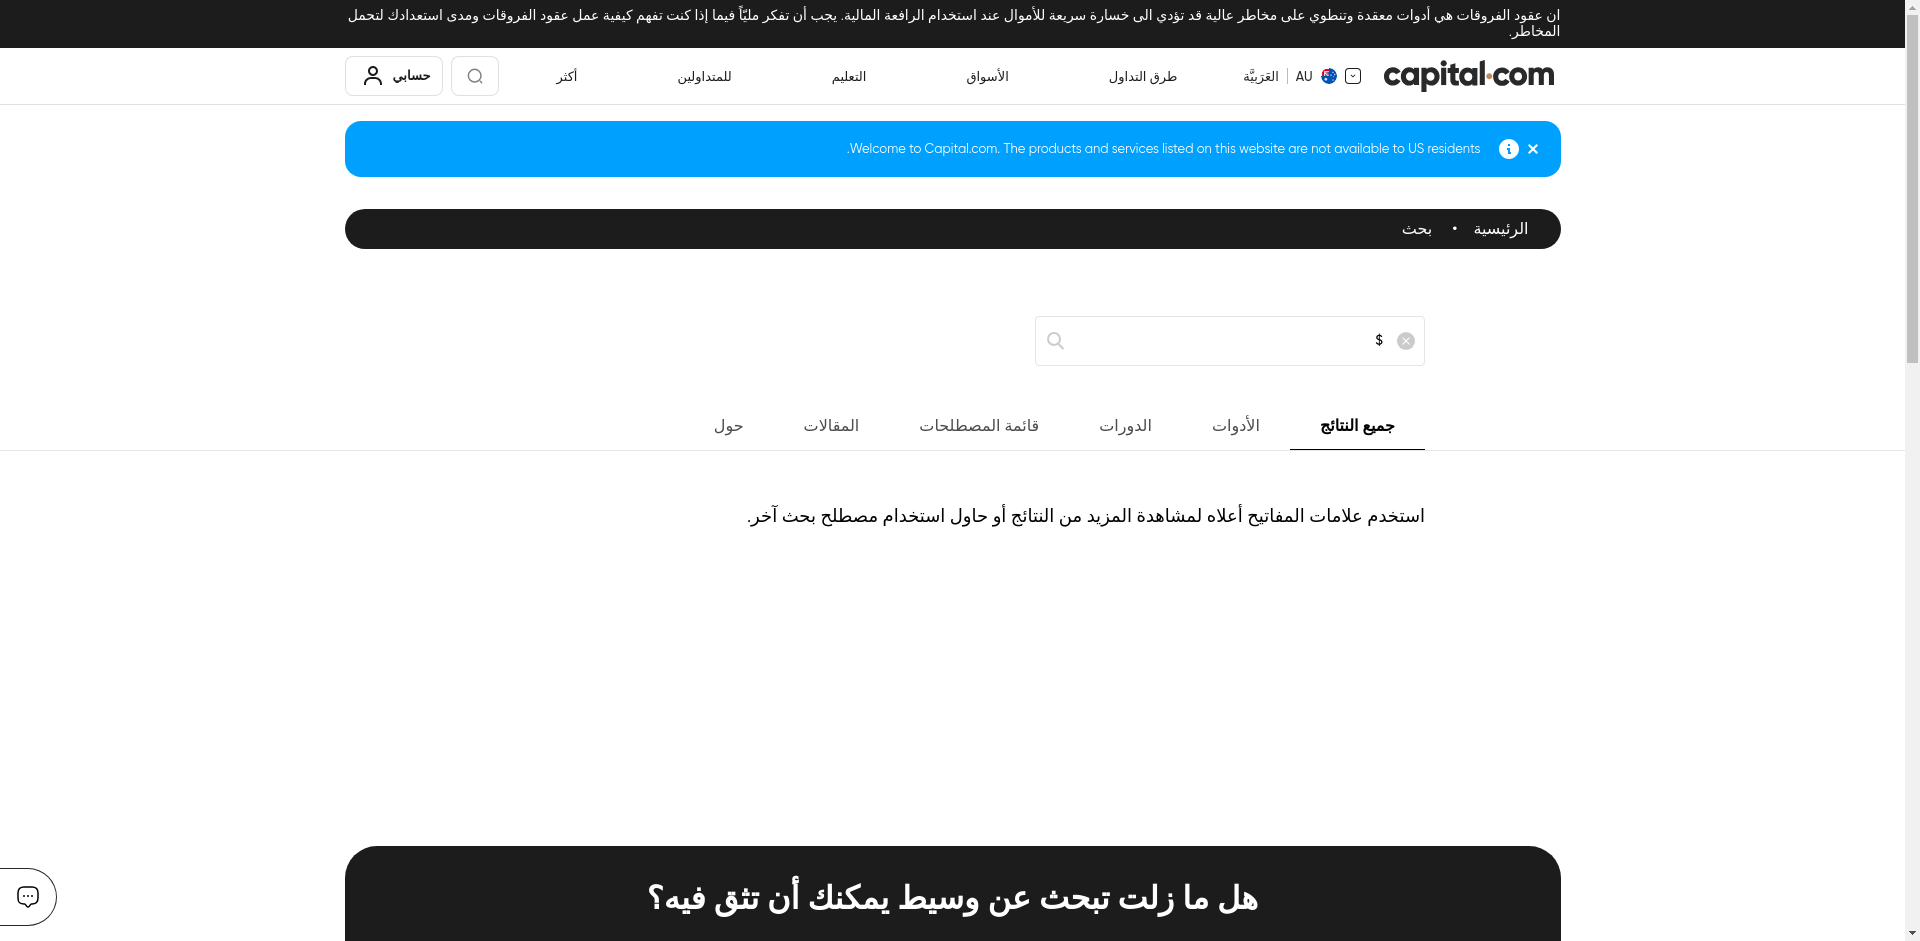 ان عقود الفروقات هي أدوات معقدة وتنطوي على مخاطر عالية قد تؤدي الى خسارة سريعة للأموال عند استخدام الرافعة المالية. يجب أن تفكر مليّاً فيما إذا كنت تفهم كيفية عمل عقود الفروقات ومدى استعدادك لتحمل
المخاطر.
capital.com
AU
العَرَبِيَّة
طرق التداول
الأسواق
التعليم
للمتداولين
أكثر
حسابي
Welcome to Capital.com. The products and services listed on this website are not available to US residents.
الرئيسية • بحث
$
جميع النتائج
الأدوات
الدورات
قائمة المصطلحات
المقالات
حول
استخدم علامات المفاتيح أعلاه لمشاهدة المزيد من النتائج أو حاول استخدام مصطلح بحث آخر.
هل ما زلت تبحث عن وسيط يمكنك أن تثق فيه؟